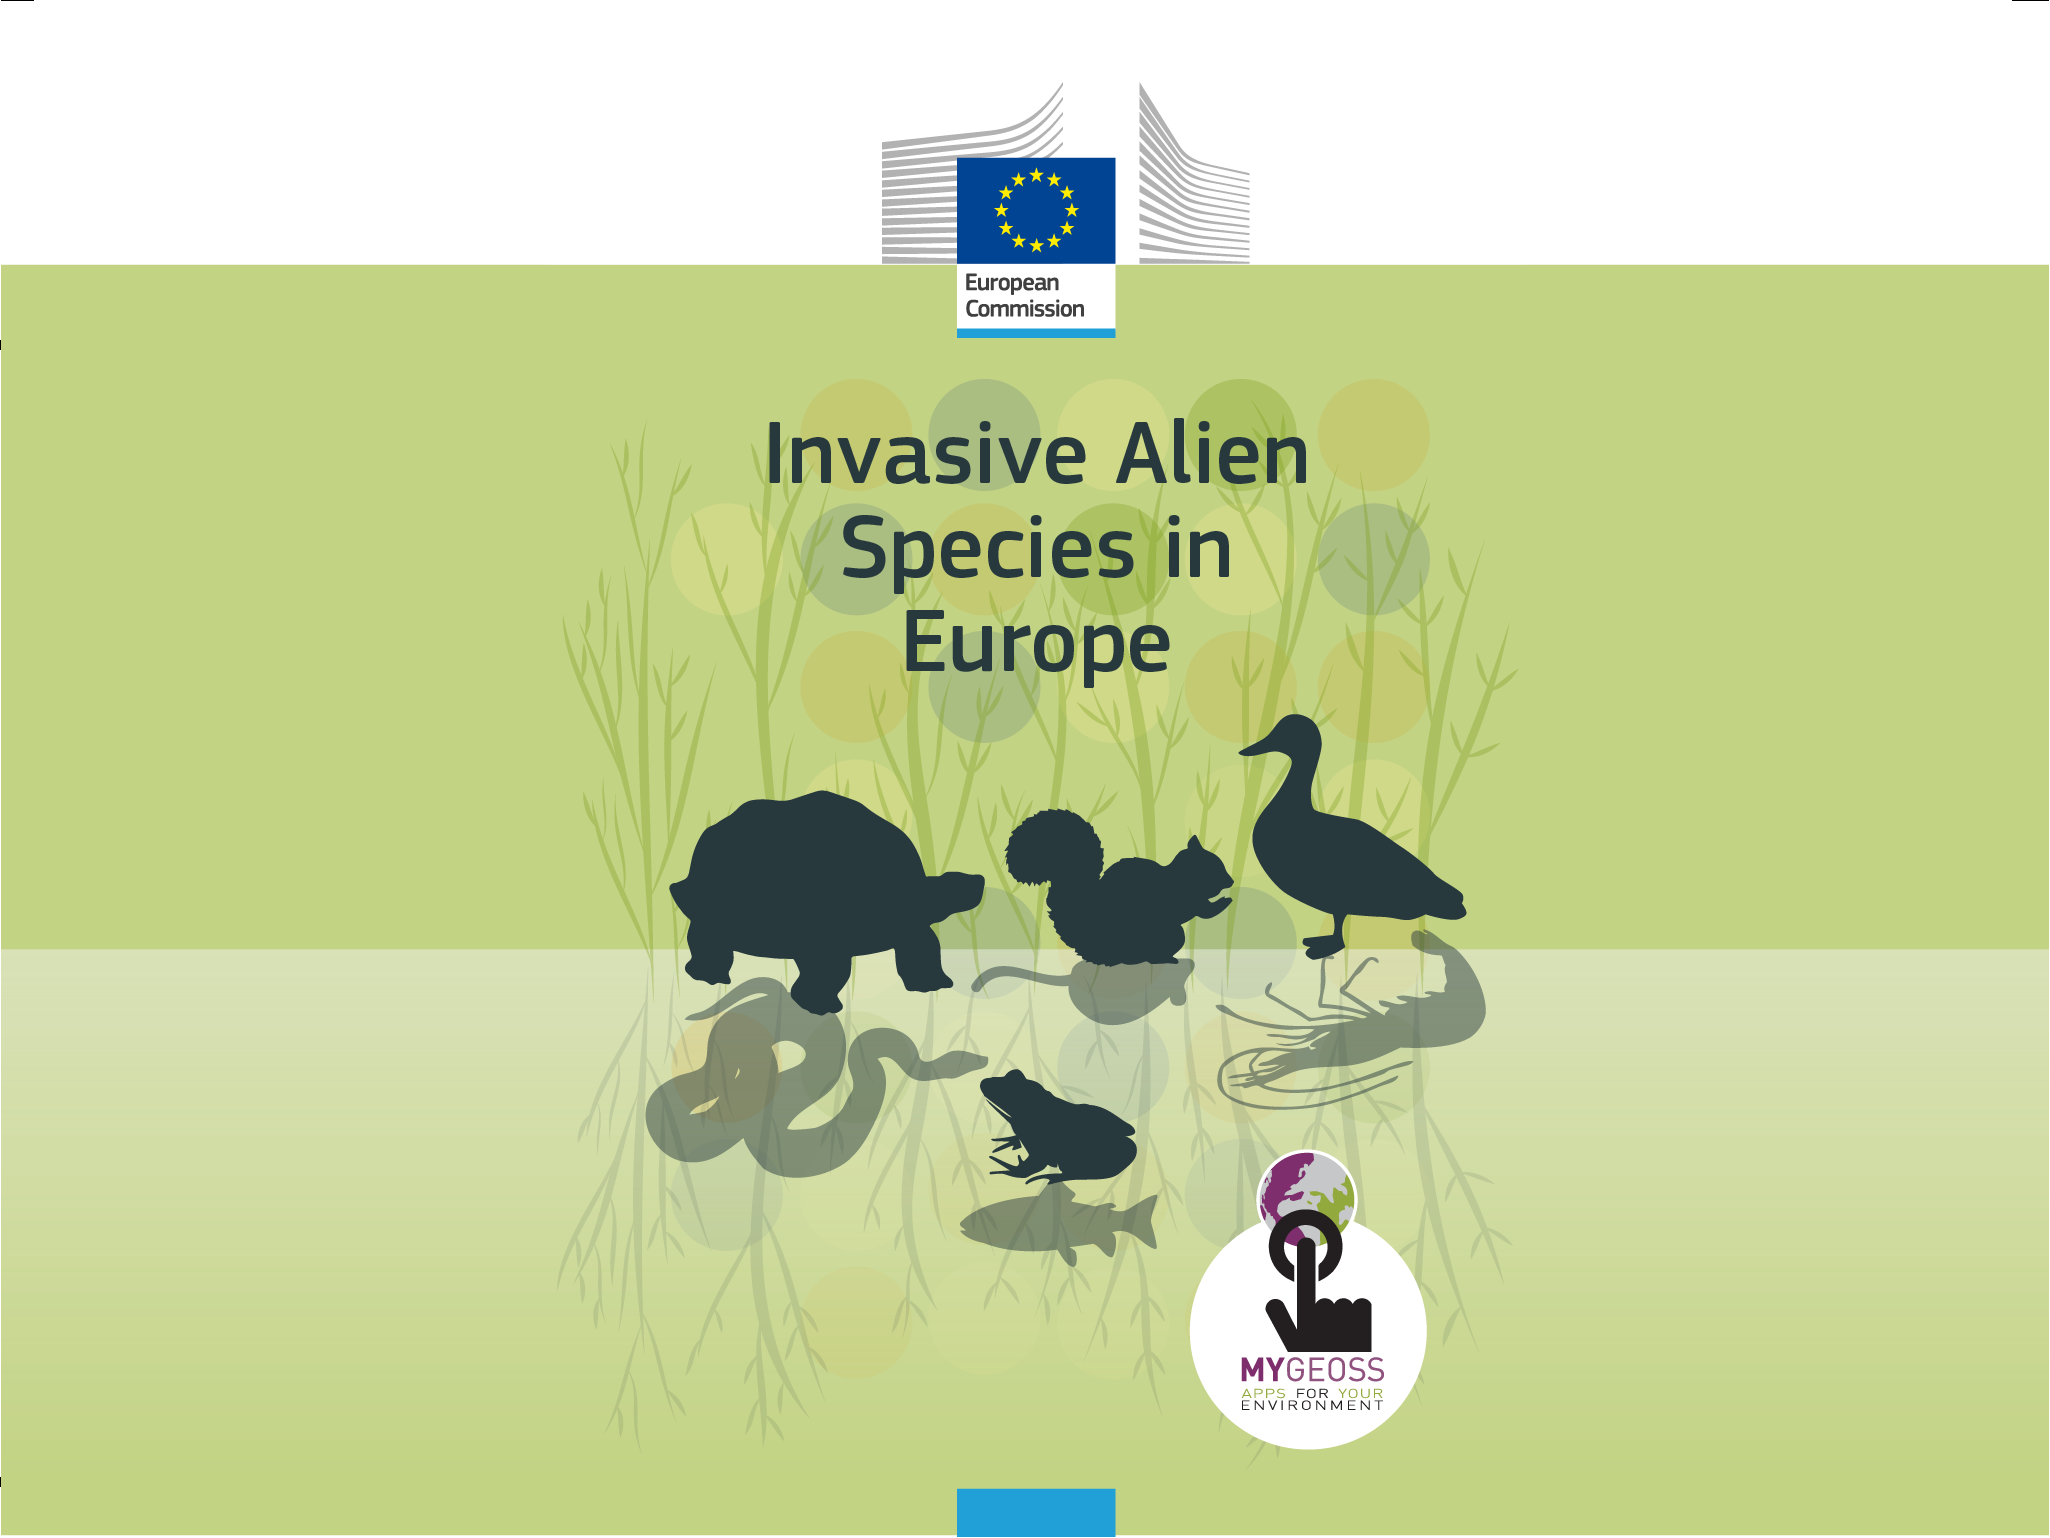 European
Commission
Invasive Alien
Species in
Europe
MYGEOSS
APPS FOR YOUR
ENVIRONMENT